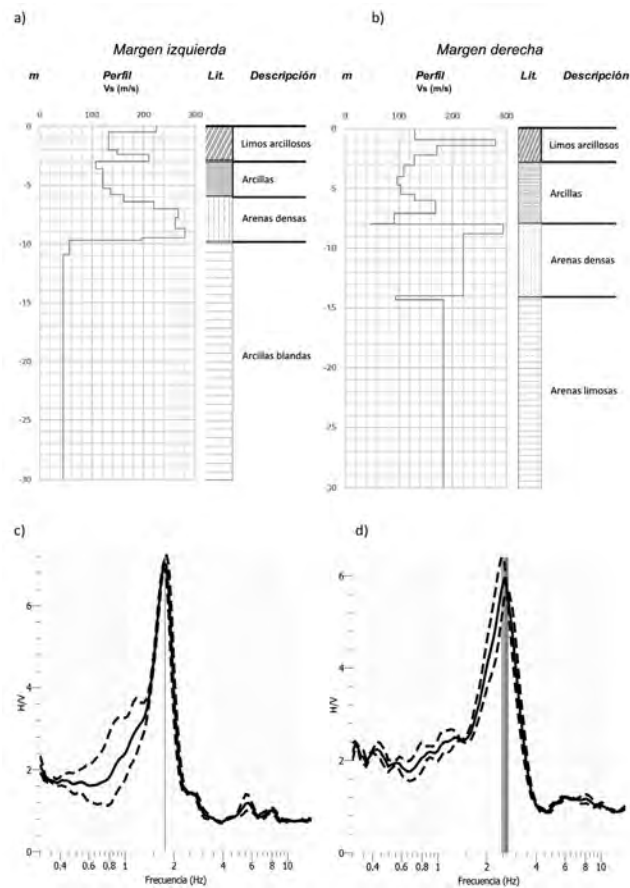 a)
Margen izquierda
m Perfil Lit. Descripción
Vs (m/s)
0 100 200 300
0
-5
-10
-15
-20
-25
-30
Limos arcillosos
Arcillas
Arenas densas
Arcillas blandas
b)
Margen derecha
m Perfil Lit. Descripción
Vs (m/s)
0 100 200 300
0
-5
-10
-15
-20
-25
-30
Limos arcillosos
Arcillas
Arenas densas
Arenas limosas
c)
H/V
6
4
2
0
0.4 0.6 0.8 1 2 4 6 8 10
Frecuencia (Hz)
d)
H/V
6
4
2
0
0.4 0.6 0.8 1 2 4 6 8 10
Frecuencia (Hz)